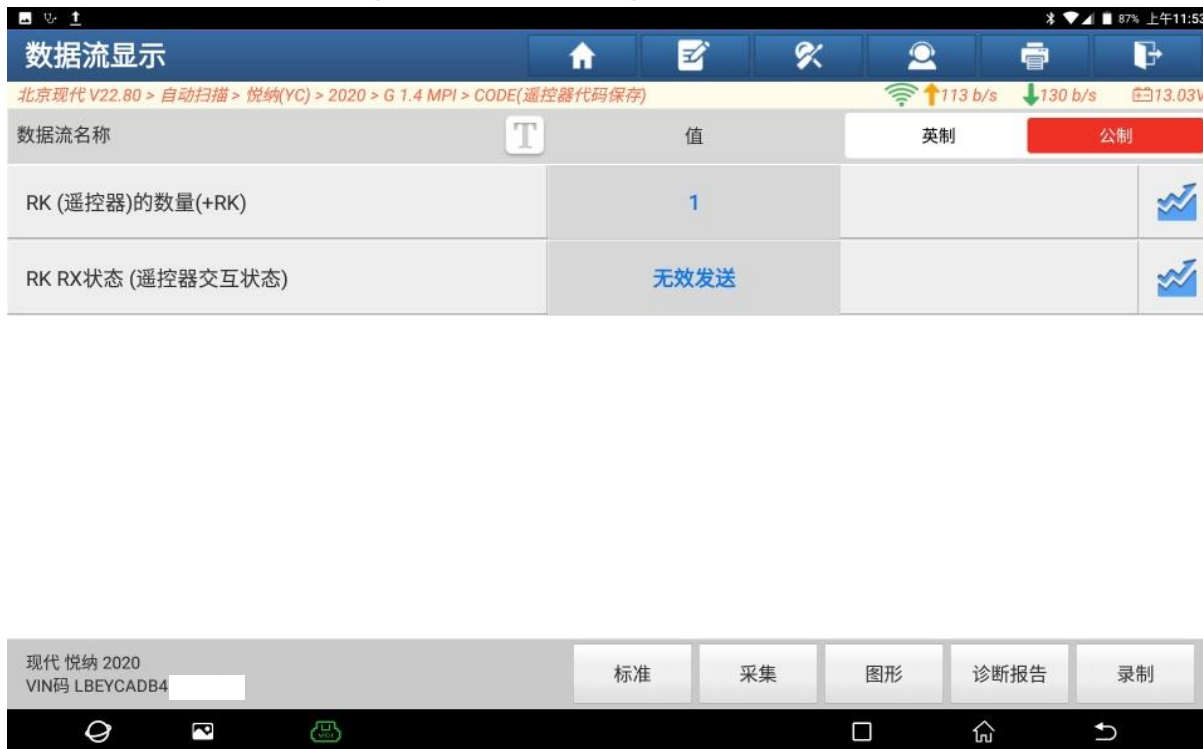 87% 上午11:53
数据流显示
北京现代 V22.80 > 自动扫描 > 悦纳(YC) > 2020 > G 1.4 MPI > CODE(遥控器代码保存) 113 b/s 130 b/s 13.03V
数据流名称 T 值 英制 公制
RK (遥控器)的数量(+RK) 1
RK RX状态 (遥控器交互状态) 无效发送
现代 悦纳 2020
VIN码 LBEYCADB4
标准 采集 图形 诊断报告 录制
VCI